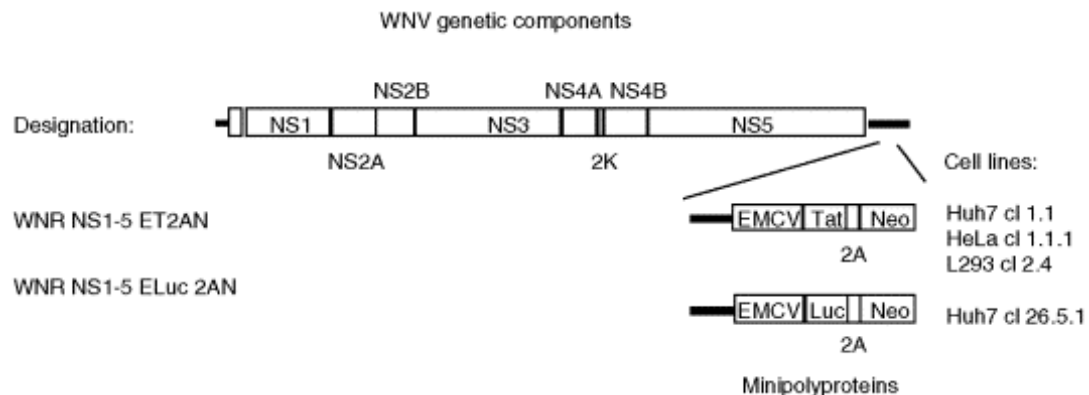 WNV genetic components
NS2B NS4A NS4B
Designation: NS1 NS3 NS5
NS2A 2K Cell lines:
WNR NS1-5 ET2AN EMCV Tat Neo Huh7 cl 1.1
HeLa cl 1.1.1
2A L293 cl 2.4
WNR NS1-5 ELuc 2AN
EMCV Luc Neo Huh7 cl 26.5.1
2A
Minipolyproteins